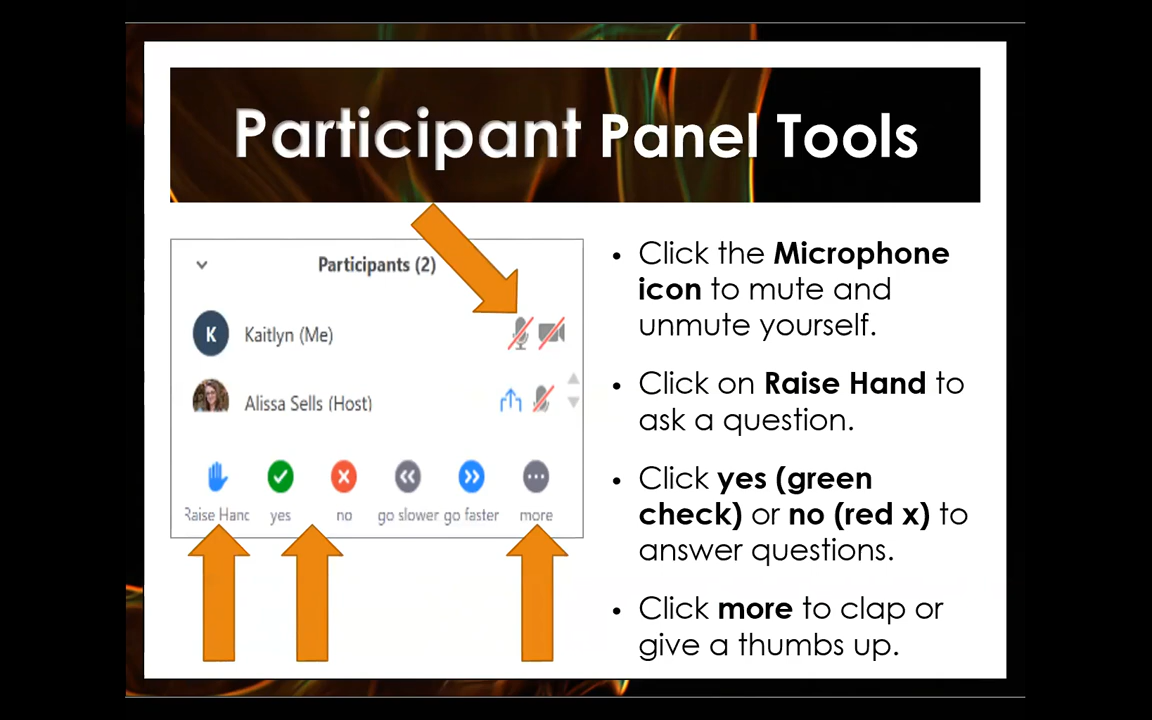 Participant Panel Tools
Participants (2)
K
Kaitlyn (Me)
Alissa Sells (Host)
Raise Hand
yes
no
go slower
go faster
more
• Click the Microphone
icon to mute and
unmute yourself.
• Click on Raise Hand to
ask a question.
• Click yes (green
check) or no (red x) to
answer questions.
• Click more to clap or
give a thumbs up.